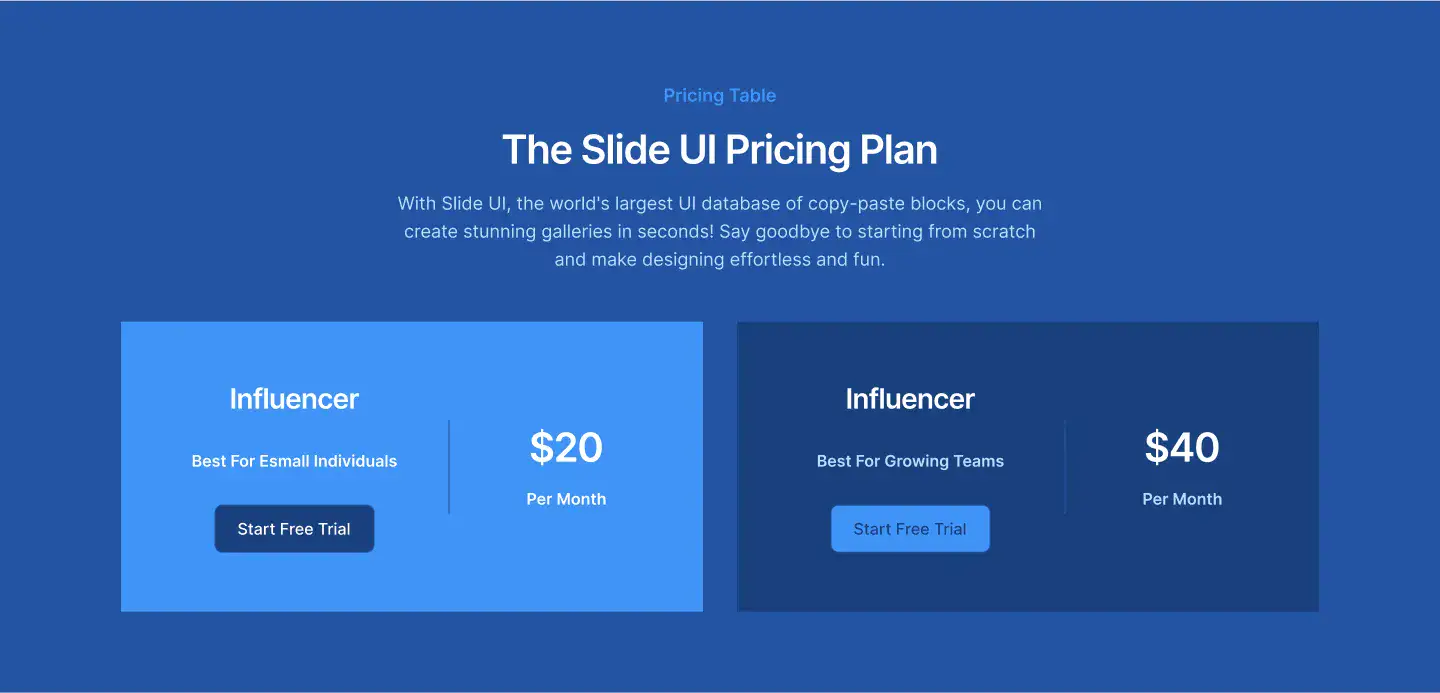 Pricing Table
The Slide UI Pricing Plan
With Slide UI, the world's largest UI database of copy-paste blocks, you can
create stunning galleries in seconds! Say goodbye to starting from scratch
and make designing effortless and fun.
Influencer
Best For Esmall Individuals
Start Free Trial
$20
Per Month
Influencer
Best For Growing Teams
Start Free Trial
$40
Per Month